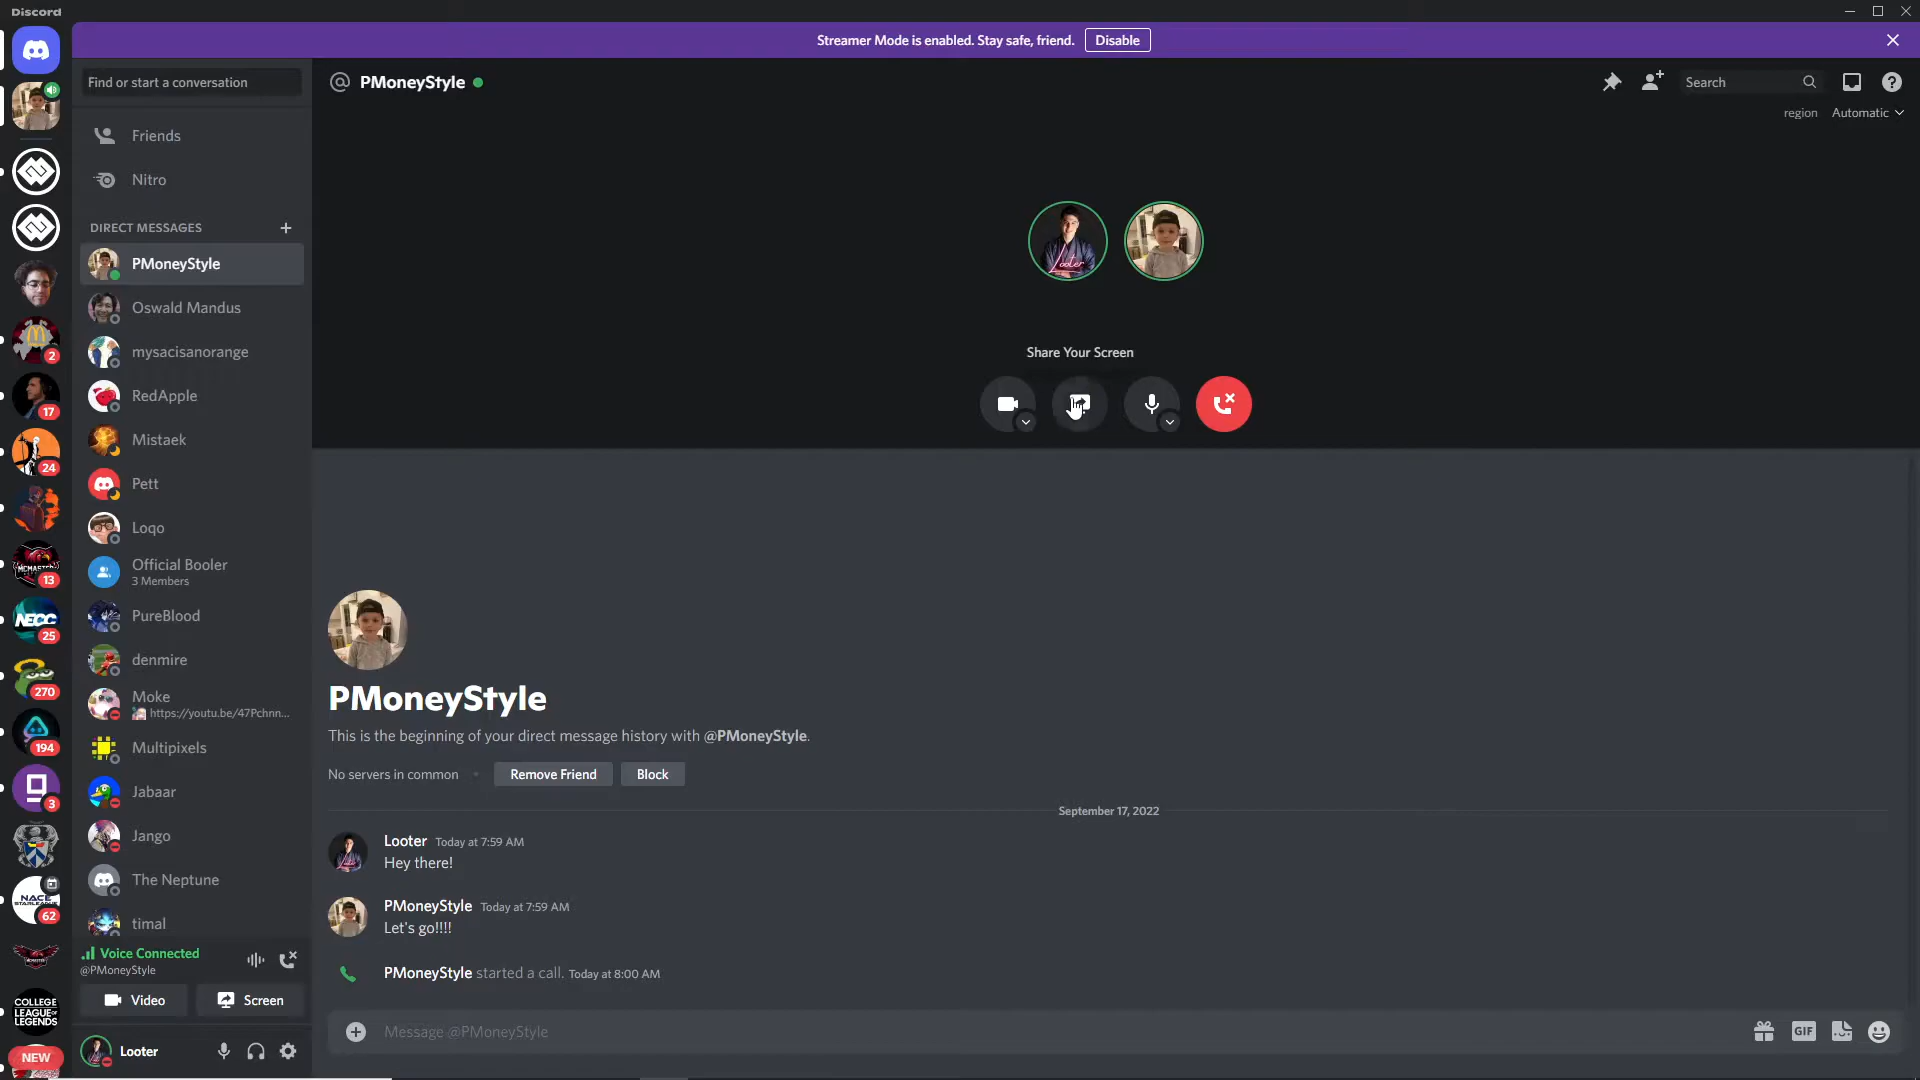 Discord
Streamer Mode is enabled. Stay safe, friend.
Disable
Find or start a conversation
PMoneyStyle
Search
region
Automatic
Friends
Nitro
DIRECT MESSAGES
PMoneyStyle
Oswald Mandus
mysacisanorange
RedApple
Mistaek
Pett
Loqo
Official Booler
3 Members
PureBlood
denmire
Moke
https://youtu.be/47Pchnn...
Multipixels
Jabaar
Jango
The Neptune
timal
2
17
24
MCMASTER
13
NECC
25
270
194
3
NACE
STARLEAGUE
62
COLLEGE
LEAGUE OF
LEGENDS
NEW
Looter
Share Your Screen
PMoneyStyle
This is the beginning of your direct message history with @PMoneyStyle.
No servers in common
Remove Friend
Block
September 17, 2022
Looter Today at 7:59 AM
Hey there!
PMoneyStyle Today at 7:59 AM
Let's go!!!!
PMoneyStyle started a call. Today at 8:00 AM
Message @PMoneyStyle
GIF
Voice Connected
@PMoneyStyle
Video
Screen
Looter